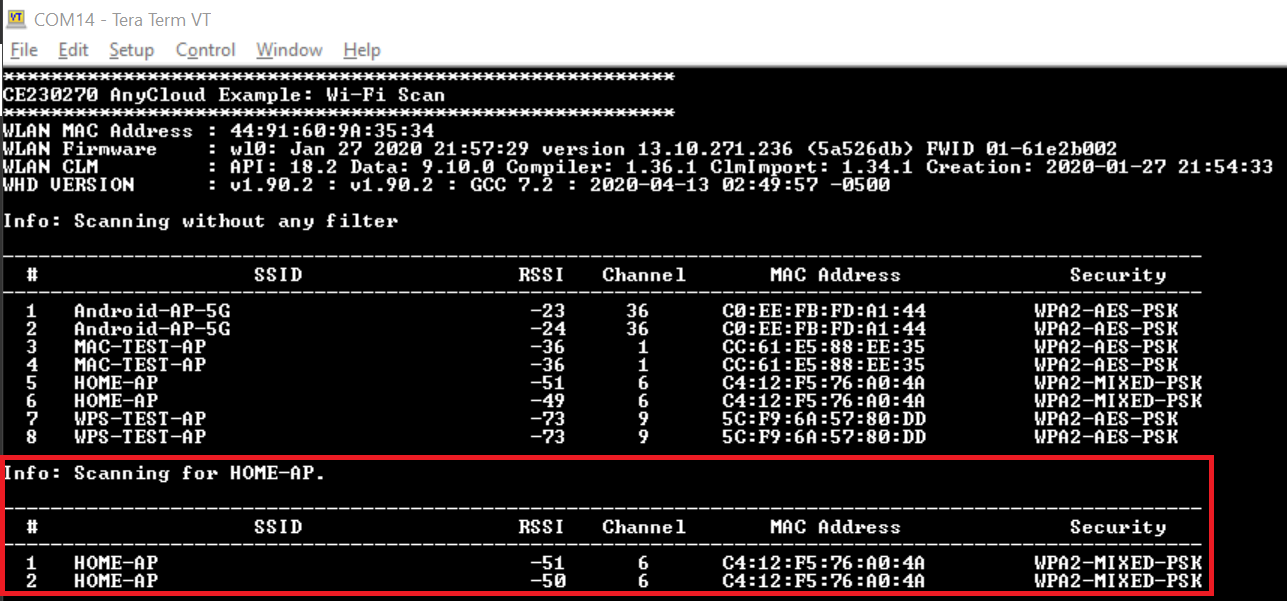 COM14 - Tera Term VT
File Edit Setup Control Window Help
********************************************************
CE230270 AnyCloud Example: Wi-Fi Scan
********************************************************
WLAN MAC Address : 44:91:60:9A:35:34
WLAN Firmware : wl0: Jan 27 2020 21:57:29 version 13.10.271.236 (5a526db) FWID 01-61e2b002
WLAN CLM : API: 18.2 Data: 9.10.0 Compiler: 1.36.1 ClmImport: 1.34.1 Creation: 2020-01-27 21:54:33
WHD VERSION : v1.90.2 : v1.90.2 : GCC 7.2 : 2020-04-13 02:49:57 -0500
Info: Scanning without any filter
# SSID RSSI Channel MAC Address Security
1 Android-AP-5G -23 36 C0:EE:FB:FD:A1:44 WPA2-AES-PSK
2 Android-AP-5G -24 36 C0:EE:FB:FD:A1:44 WPA2-AES-PSK
3 MAC-TEST-AP -36 1 CC:61:E5:88:EE:35 WPA2-AES-PSK
4 MAC-TEST-AP -36 1 CC:61:E5:88:EE:35 WPA2-AES-PSK
5 HOME-AP -51 6 C4:12:F5:76:A0:4A WPA2-MIXED-PSK
6 HOME-AP -49 6 C4:12:F5:76:A0:4A WPA2-MIXED-PSK
7 WPS-TEST-AP -73 9 5C:F9:6A:57:80:DD WPA2-AES-PSK
8 WPS-TEST-AP -73 9 5C:F9:6A:57:80:DD WPA2-AES-PSK
Info: Scanning for HOME-AP.
# SSID RSSI Channel MAC Address Security
1 HOME-AP -51 6 C4:12:F5:76:A0:4A WPA2-MIXED-PSK
2 HOME-AP -50 6 C4:12:F5:76:A0:4A WPA2-MIXED-PSK